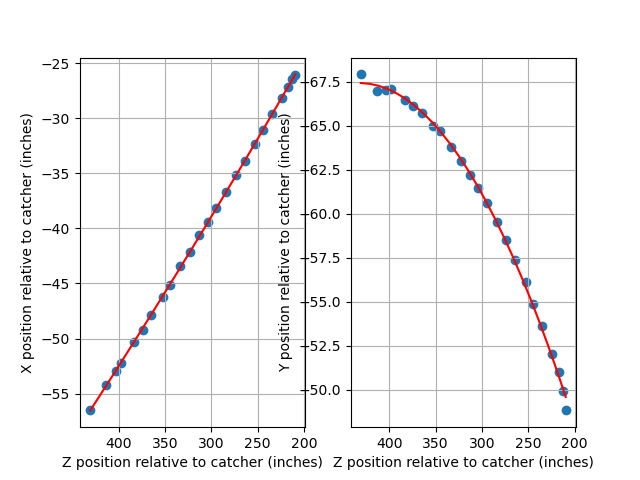 X position relative to catcher (inches)
−25
−30
−35
−40
−45
−50
−55
400 350 300 250 200
Z position relative to catcher (inches)
Y position relative to catcher (inches)
−67.5
−65.0
−62.5
−60.0
−57.5
−55.0
−52.5
−50.0
400 350 300 250 200
Z position relative to catcher (inches)